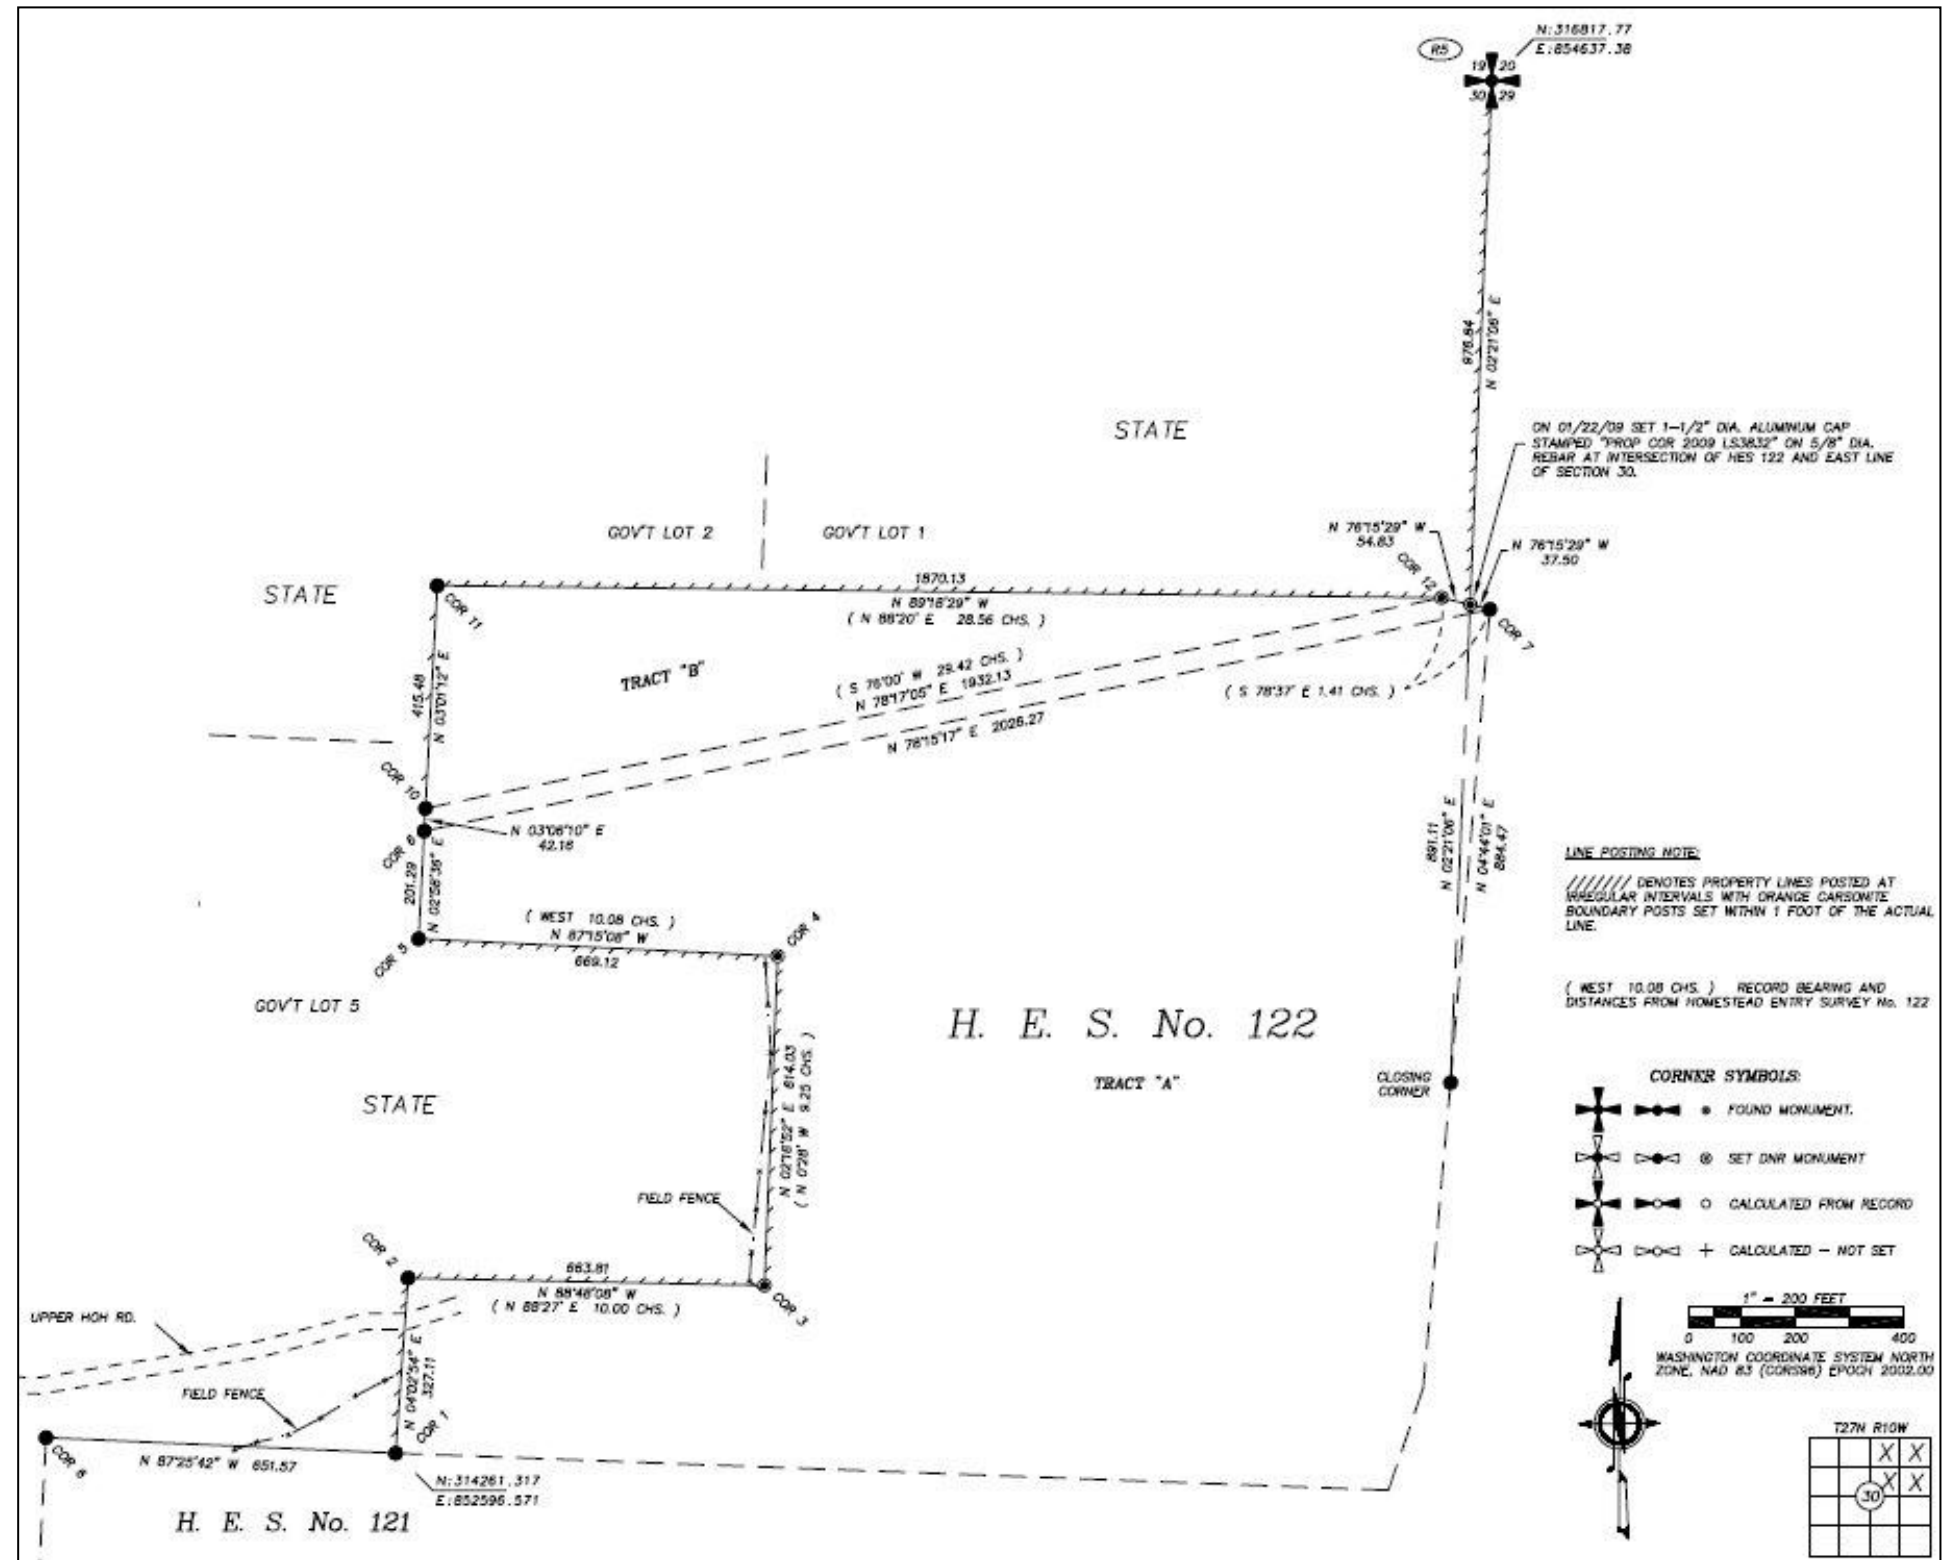 N:316817.77
E:854637.38
R5
19 20
30 29
976.84
N 02°21'06" E
STATE
ON 01/22/09 SET 1-1/2" DIA. ALUMINUM CAP
STAMPED "PROP COR 2009 LS3832" ON 5/8" DIA.
REBAR AT INTERSECTION OF HES 122 AND EAST LINE
OF SECTION 30.
GOV'T LOT 2
GOV'T LOT 1
N 76°15'29" W
54.83
N 76°15'29" W
37.50
COR 12
COR 7
STATE
COR 11
1870.13
N 89°16'29" W
( N 88°20' E 28.56 CHS. )
TRACT "B"
( S 76°00' W 29.42 CHS. )
N 78°17'05" E 1932.13
N 78°15'17" E 2026.27
( S 78°37' E 1.41 CHS. )
415.48
N 03°01'12" E
COR 10
COR 6
N 03°06'10" E
42.16
201.29
N 02°58'36" E
891.11
N 02°21'06" E
N 04°44'01" E
884.47
LINE POSTING NOTE:
//////// DENOTES PROPERTY LINES POSTED AT
IRREGULAR INTERVALS WITH ORANGE CARSONITE
BOUNDARY POSTS SET WITHIN 1 FOOT OF THE ACTUAL
LINE.
( WEST 10.08 CHS. )
N 87°15'08" W
669.12
COR 4
COR 5
( WEST 10.08 CHS. ) RECORD BEARING AND
DISTANCES FROM HOMESTEAD ENTRY SURVEY No. 122
GOV'T LOT 5
H. E. S. No. 122
TRACT "A"
CLOSING
CORNER
STATE
N 02°18'52" E 614.03
( N 0°28' W 9.25 CHS. )
FIELD FENCE
CORNER SYMBOLS:
FOUND MONUMENT.
SET DNR MONUMENT
CALCULATED FROM RECORD
CALCULATED - NOT SET
COR 2
663.81
N 88°48'08" W
( N 88°27' E 10.00 CHS. )
COR 3
UPPER HOH RD.
FIELD FENCE
N 04°02'54" E
327.11
COR 1
COR 8
N 87°25'42" W 651.57
N:314261.317
E:852596.571
H. E. S. No. 121
1" = 200 FEET
0 100 200 400
WASHINGTON COORDINATE SYSTEM NORTH
ZONE, NAD 83 (CORS96) EPOCH 2002.00
T27N R10W
X X
X X
30